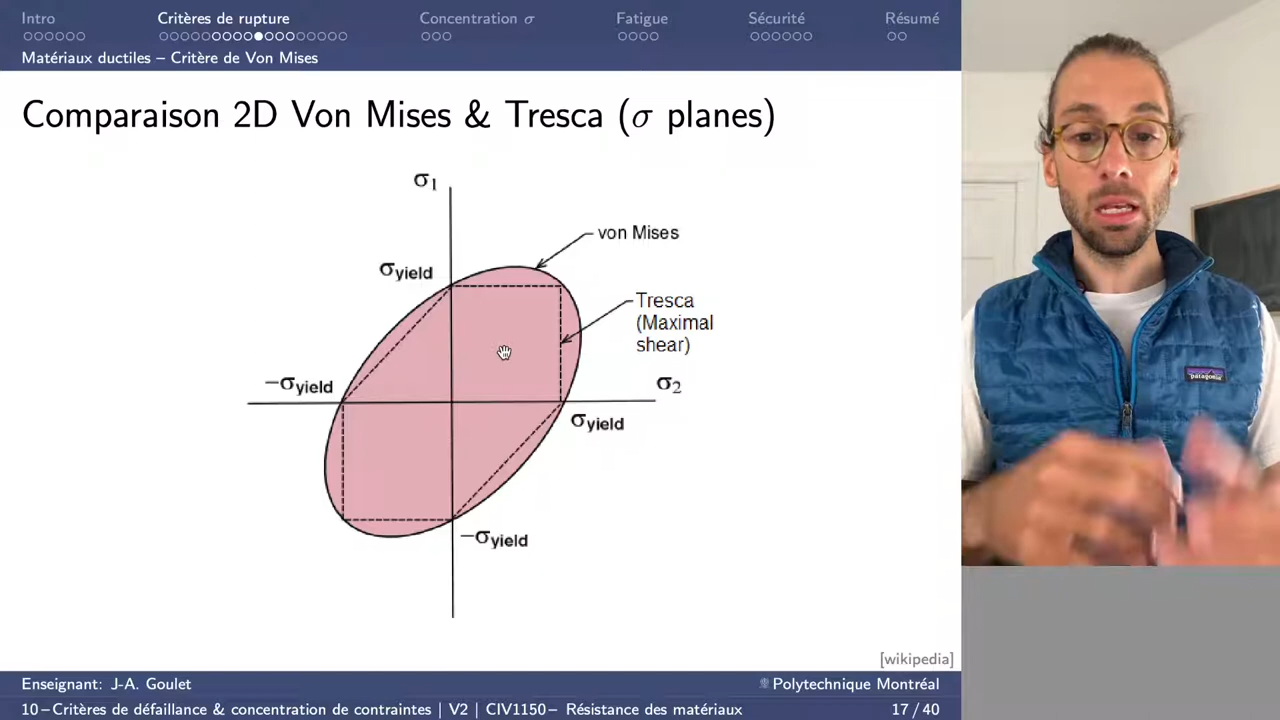 Intro Critères de rupture Concentration σ Fatigue Sécurité Résumé
Matériaux ductiles – Critère de Von Mises
Comparaison 2D Von Mises & Tresca (σ planes)
σ1
von Mises
σyield
Tresca
(Maximal
shear)
−σyield
σ2
σyield
−σyield
patagonia
[wikipedia]
Enseignant: J-A. Goulet Polytechnique Montréal
10 – Critères de défaillance & concentration de contraintes | V2 | CIV1150 – Résistance des matériaux 17 / 40